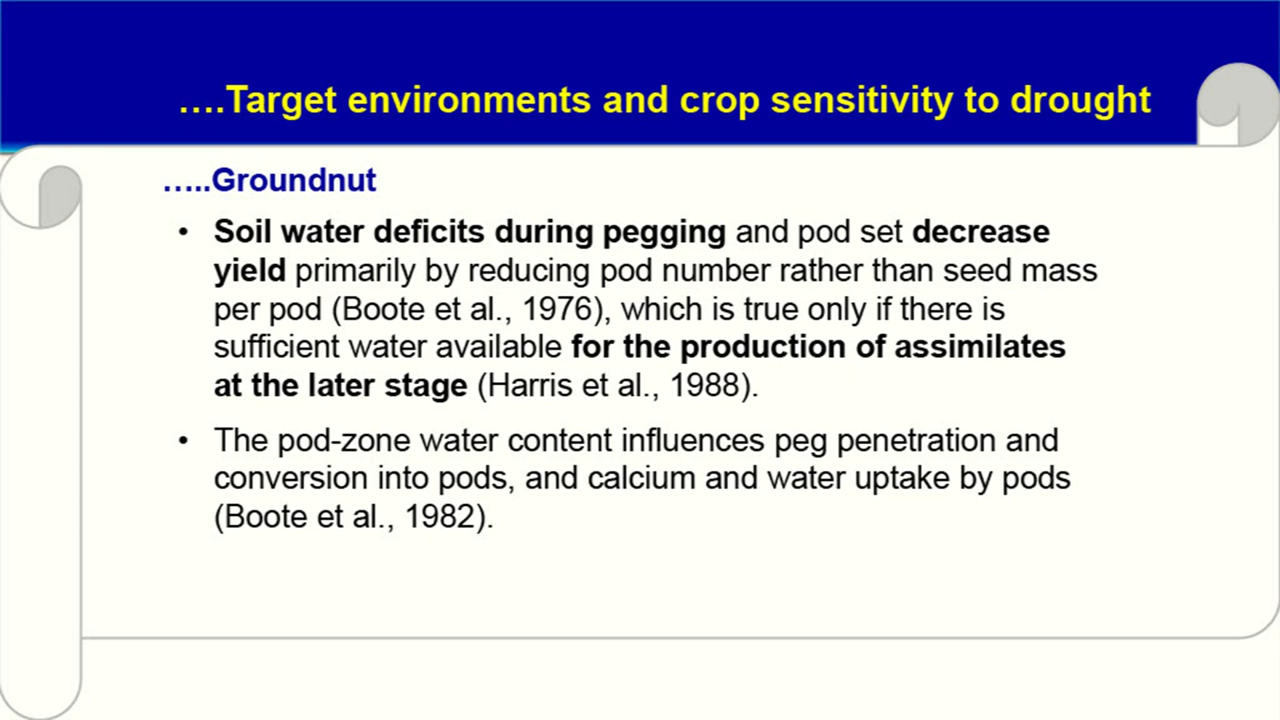 ….Target environments and crop sensitivity to drought
…..Groundnut
• Soil water deficits during pegging and pod set decrease
yield primarily by reducing pod number rather than seed mass
per pod (Boote et al., 1976), which is true only if there is
sufficient water available for the production of assimilates
at the later stage (Harris et al., 1988).
• The pod-zone water content influences peg penetration and
conversion into pods, and calcium and water uptake by pods
(Boote et al., 1982).